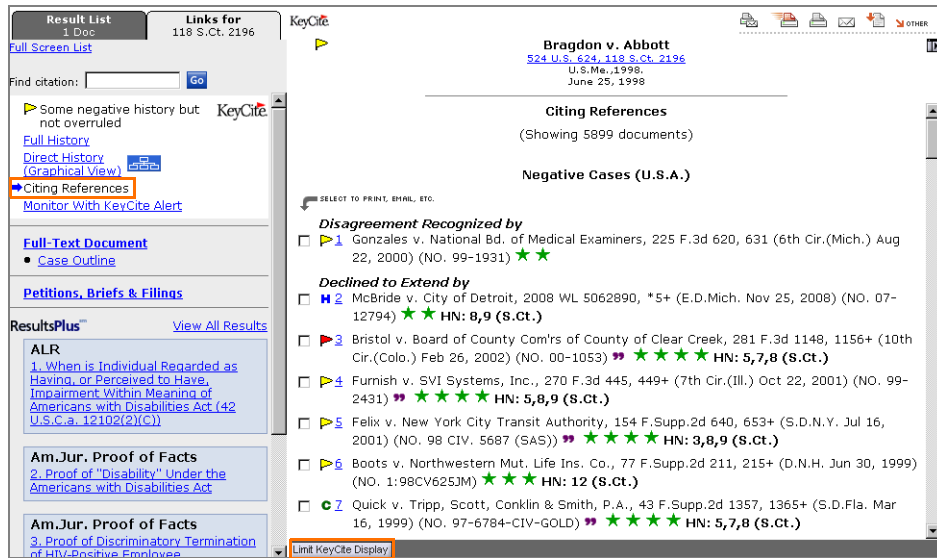 Result List
1 Doc
Links for
118 S.Ct. 2196
Full Screen List
Find citation:
Go
Some negative history but
not overruled
KeyCite
Full History
Direct History
(Graphical View)
Citing References
Monitor With KeyCite Alert
Full-Text Document
• Case Outline
Petitions, Briefs & Filings
ResultsPlus™
View All Results
ALR
1. When is Individual Regarded as
Having, or Perceived to Have,
Impairment Within Meaning of
Americans with Disabilities Act (42
U.S.C.a. 12102(2)(C))
Am.Jur. Proof of Facts
2. Proof of "Disability" Under the
Americans with Disabilities Act
Am.Jur. Proof of Facts
3. Proof of Discriminatory Termination
of HIV-Positive Employee
KeyCite
OTHER
Bragdon v. Abbott
524 U.S. 624, 118 S.Ct. 2196
U.S.Me.,1998.
June 25, 1998
Citing References
(Showing 5899 documents)
Negative Cases (U.S.A.)
SELECT TO PRINT, EMAIL, ETC.
Disagreement Recognized by
1 Gonzales v. National Bd. of Medical Examiners, 225 F.3d 620, 631 (6th Cir.(Mich.) Aug
22, 2000) (NO. 99-1931) ★ ★
Declined to Extend by
H 2 McBride v. City of Detroit, 2008 WL 5062890, *5+ (E.D.Mich. Nov 25, 2008) (NO. 07-
12794) ★ ★ HN: 8,9 (S.Ct.)
3 Bristol v. Board of County Com'rs of County of Clear Creek, 281 F.3d 1148, 1156+ (10th
Cir.(Colo.) Feb 26, 2002) (NO. 00-1053) ” ★ ★ ★ ★ HN: 5,7,8 (S.Ct.)
4 Furnish v. SVI Systems, Inc., 270 F.3d 445, 449+ (7th Cir.(Ill.) Oct 22, 2001) (NO. 99-
2431) ” ★ ★ ★ ★ HN: 5,8,9 (S.Ct.)
5 Felix v. New York City Transit Authority, 154 F.Supp.2d 640, 653+ (S.D.N.Y. Jul 16,
2001) (NO. 98 CIV. 5687 (SAS)) ” ★ ★ ★ ★ HN: 3,8,9 (S.Ct.)
6 Boots v. Northwestern Mut. Life Ins. Co., 77 F.Supp.2d 211, 215+ (D.N.H. Jun 30, 1999)
(NO. 1:98CV625JM) ★ ★ ★ HN: 12 (S.Ct.)
C 7 Quick v. Tripp, Scott, Conklin & Smith, P.A., 43 F.Supp.2d 1357, 1365+ (S.D.Fla. Mar
16, 1999) (NO. 97-6784-CIV-GOLD) ” ★ ★ ★ ★ HN: 5,7,8 (S.Ct.)
Limit KeyCite Display